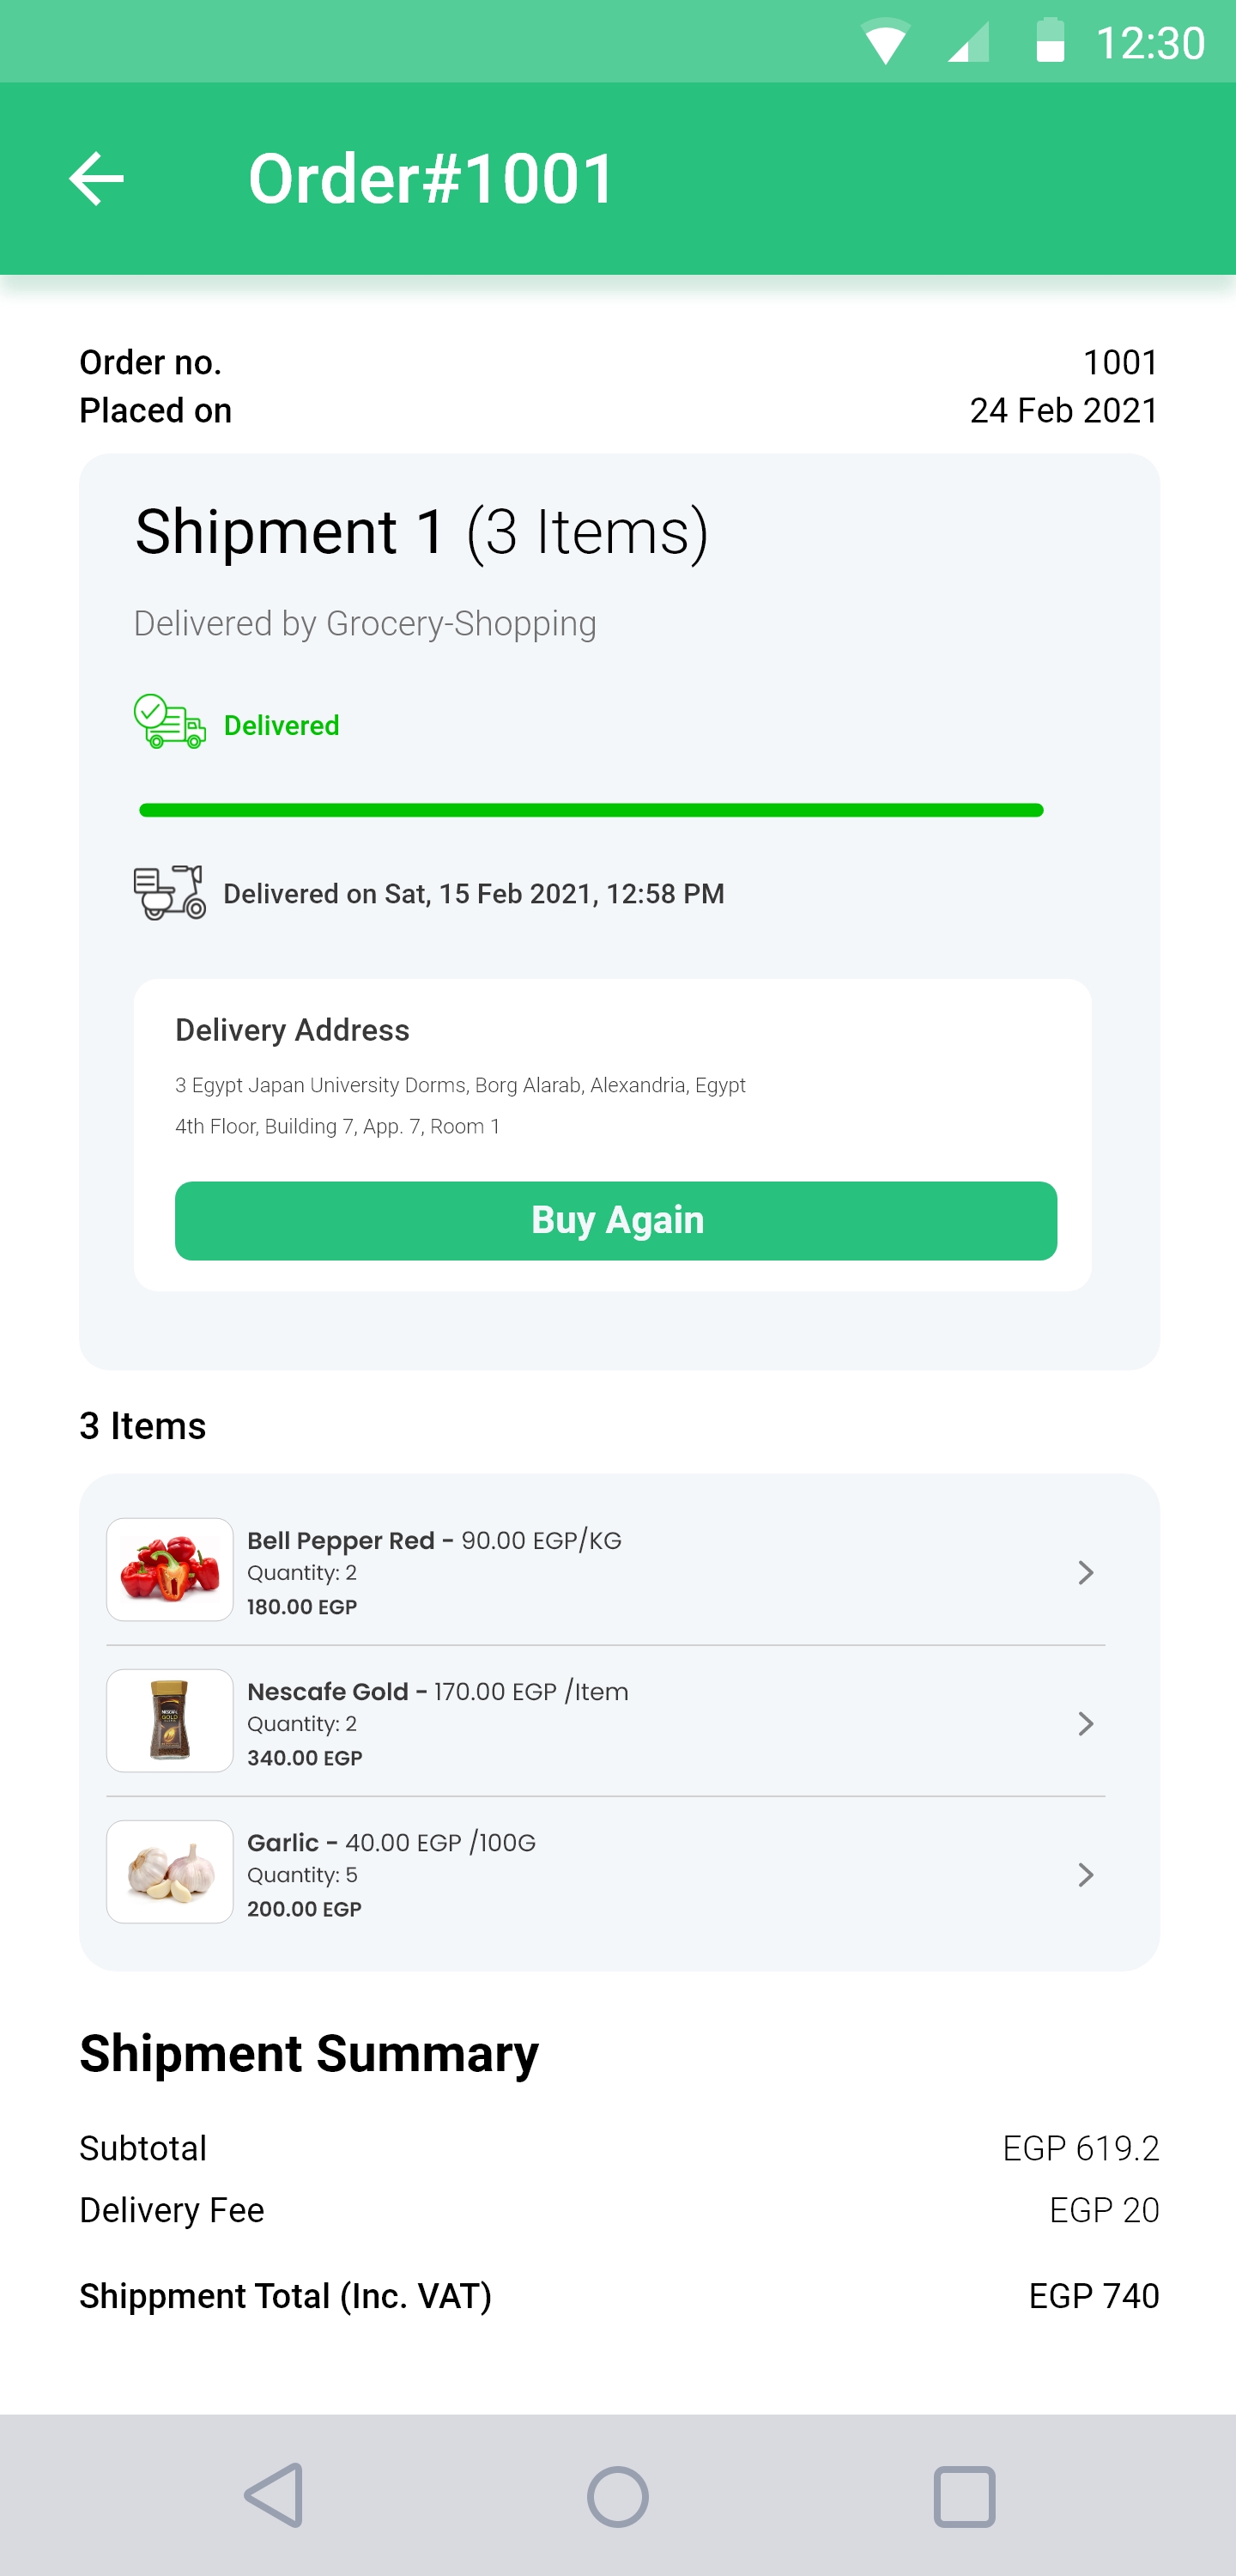 12:30
Order#1001
Order no. 1001
Placed on 24 Feb 2021
Shipment 1 (3 Items)
Delivered by Grocery-Shopping
Delivered
Delivered on Sat, 15 Feb 2021, 12:58 PM
Delivery Address
3 Egypt Japan University Dorms, Borg Alarab, Alexandria, Egypt
4th Floor, Building 7, App. 7, Room 1
Buy Again
3 Items
Bell Pepper Red - 90.00 EGP/KG
Quantity: 2
180.00 EGP
NESCAFE
GOLD
Nescafe Gold - 170.00 EGP /Item
Quantity: 2
340.00 EGP
Garlic - 40.00 EGP /100G
Quantity: 5
200.00 EGP
Shipment Summary
Subtotal EGP 619.2
Delivery Fee EGP 20
Shippment Total (Inc. VAT) EGP 740